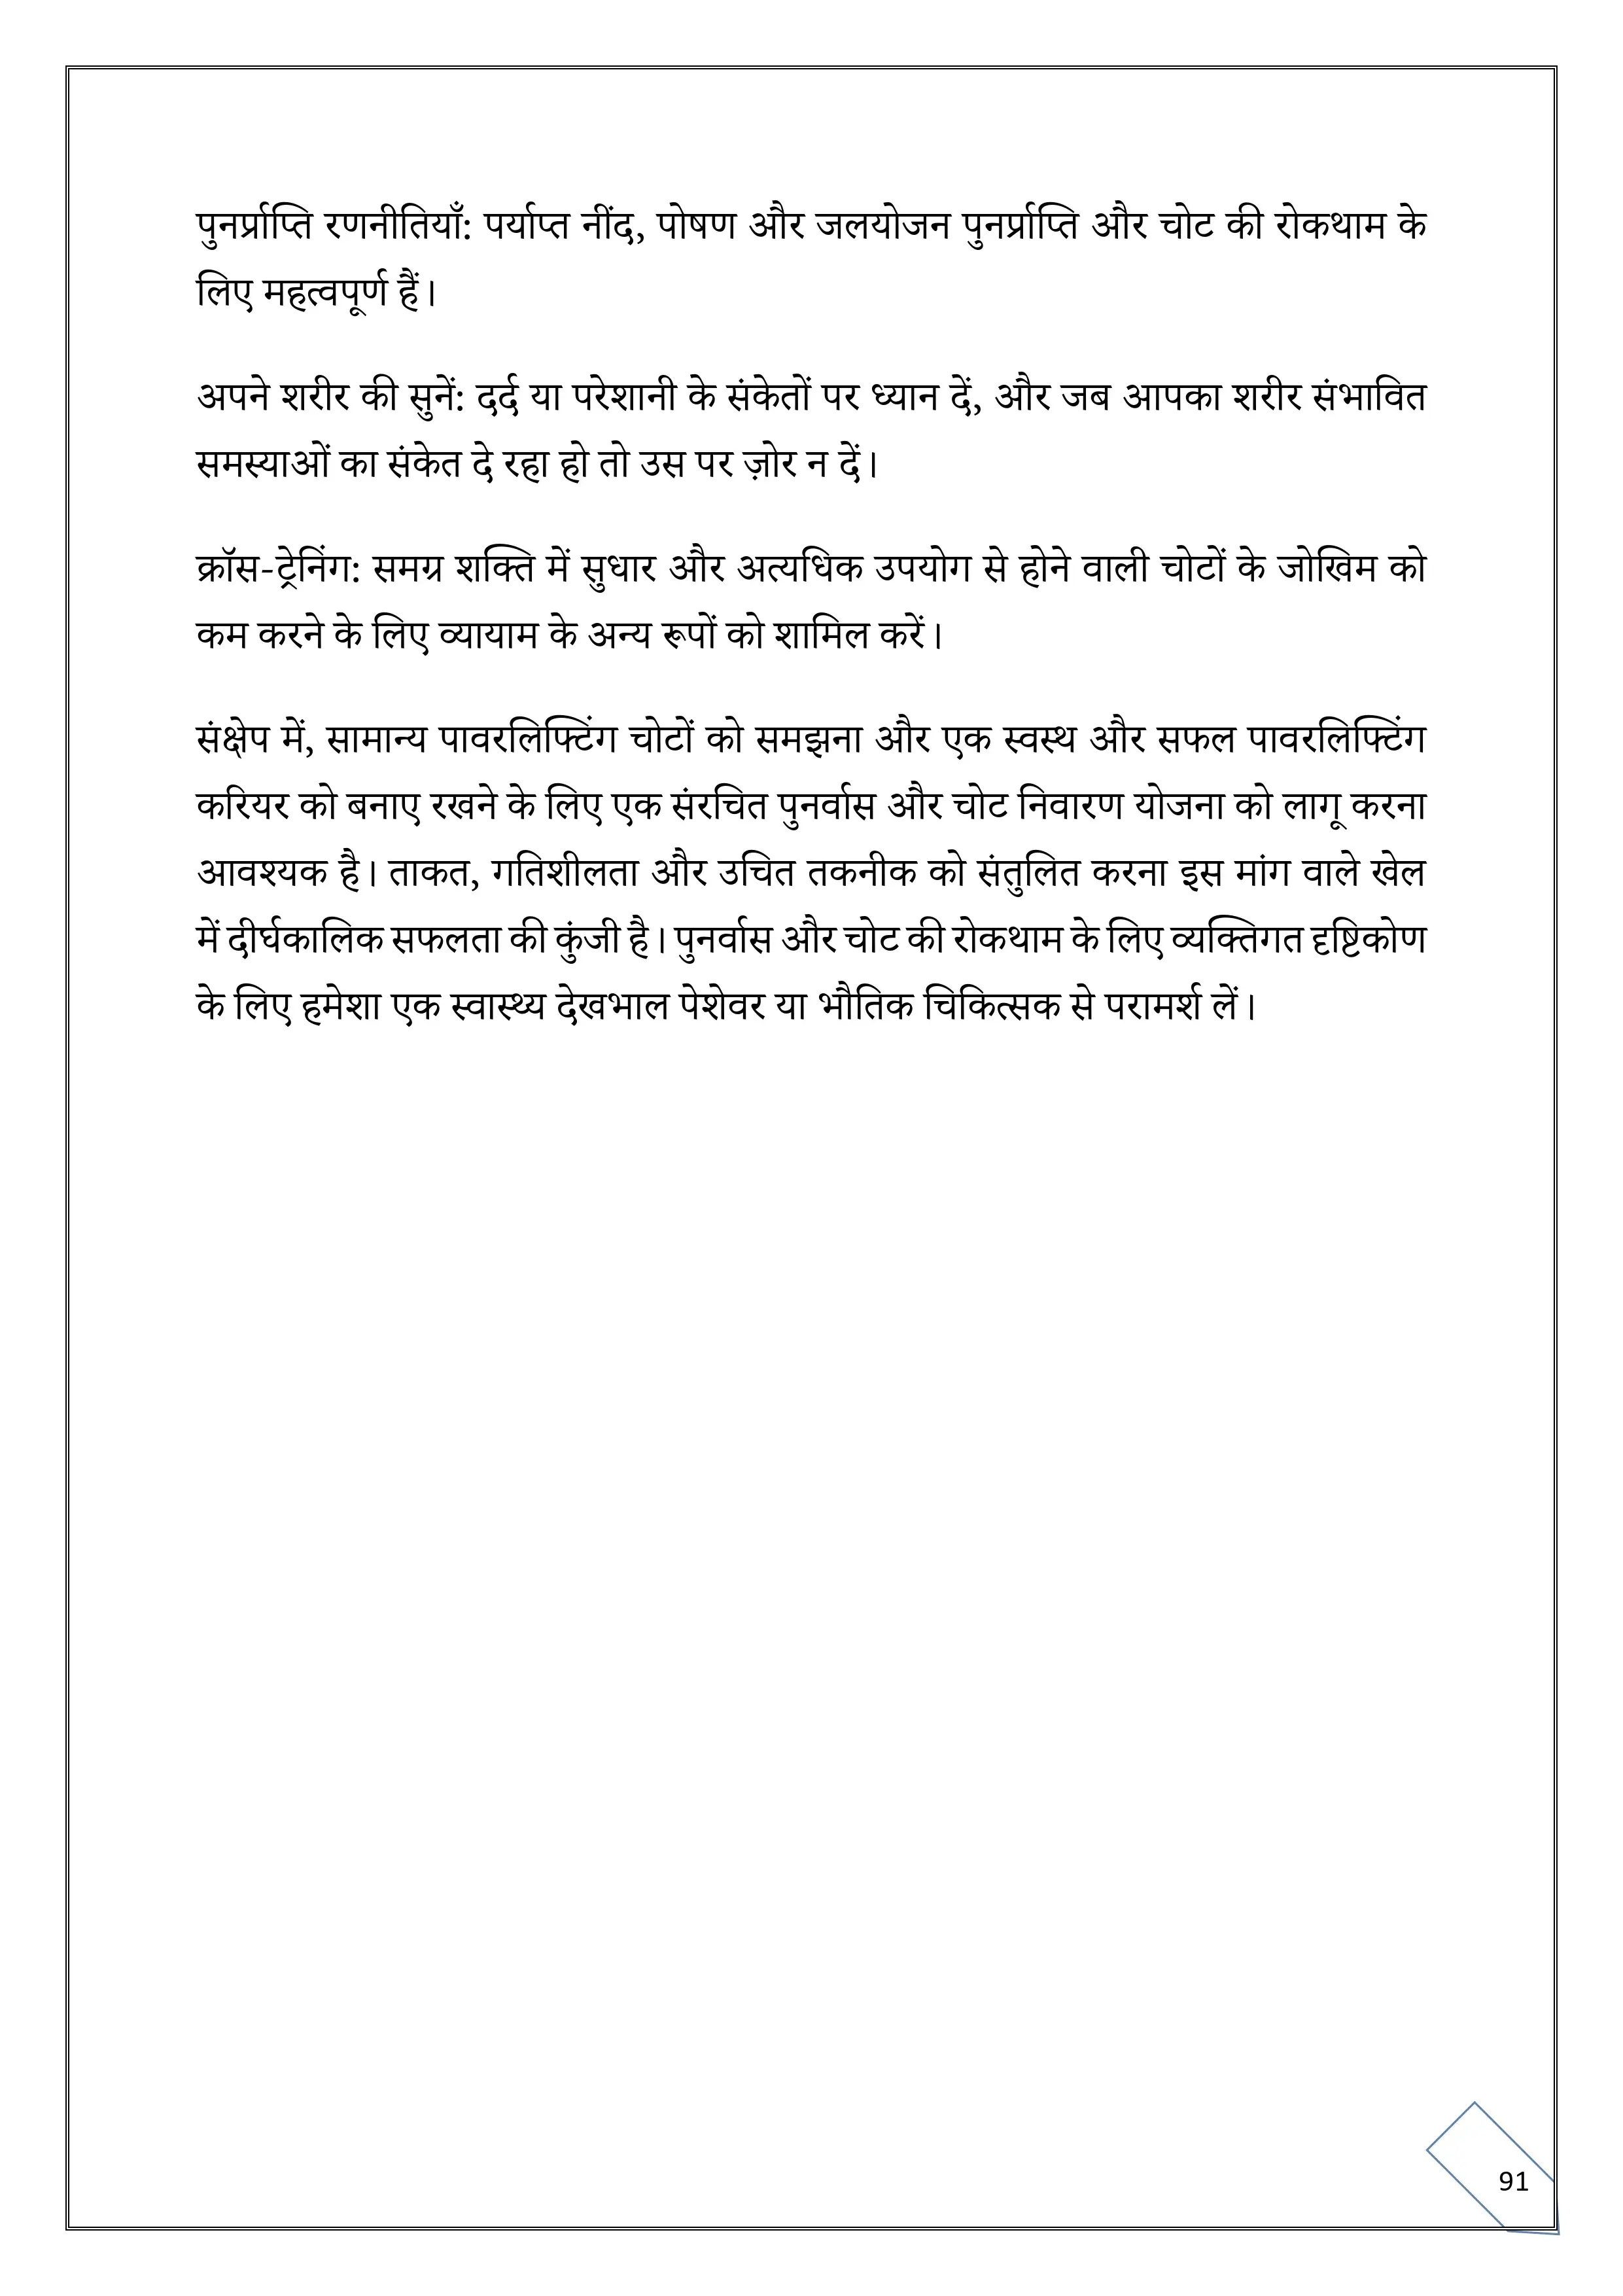 पुनर्प्राप्ति रणनीतियाँ: पर्याप्त नींद, पोषण और जलयोजन पुनर्प्राप्ति और चोट की रोकथाम के
लिए महत्वपूर्ण हैं।
अपने शरीर की सुनें: दर्द या परेशानी के संकेतों पर ध्यान दें, और जब आपका शरीर संभावित
समस्याओं का संकेत दे रहा हो तो उस पर ज़ोर न दें।
क्रॉस-ट्रेनिंग: समग्र शक्ति में सुधार और अत्यधिक उपयोग से होने वाली चोटों के जोखिम को
कम करने के लिए व्यायाम के अन्य रूपों को शामिल करें।
संक्षेप में, सामान्य पावरलिफ्टिंग चोटों को समझना और एक स्वस्थ और सफल पावरलिफ्टिंग
करियर को बनाए रखने के लिए एक संरचित पुनर्वास और चोट निवारण योजना को लागू करना
आवश्यक है। ताकत, गतिशीलता और उचित तकनीक को संतुलित करना इस मांग वाले खेल
में दीर्घकालिक सफलता की कुंजी है। पुनर्वास और चोट की रोकथाम के लिए व्यक्तिगत दृष्टिकोण
के लिए हमेशा एक स्वास्थ्य देखभाल पेशेवर या भौतिक चिकित्सक से परामर्श लें।
91